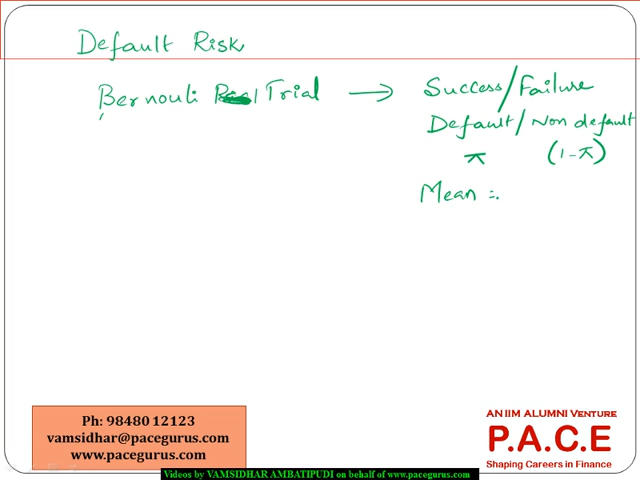 Default Risk
Bernouli Trial → Success/Failure
Default / Non default
π (1-π)
Mean =
Ph: 98480 12123
vamsidhar@pacegurus.com
www.pacegurus.com
AN IIM ALUMNI VENTURE
P.A.C.E
Shaping Careers in Finance
Videos by VAMSIDHAR AMBATIPUDI on behalf of www.pacegurus.com